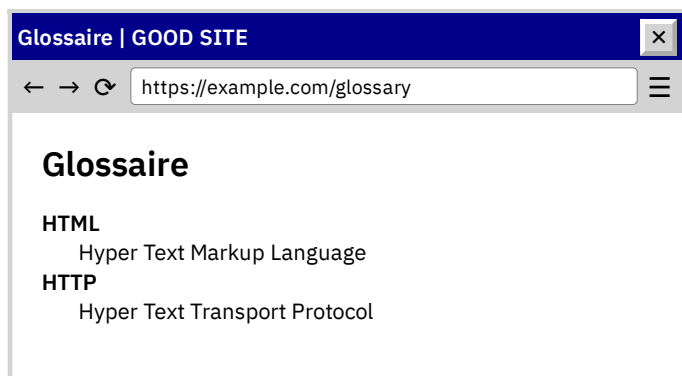 Glossaire | GOOD SITE
https://example.com/glossary
Glossaire
HTML
Hyper Text Markup Language
HTTP
Hyper Text Transport Protocol